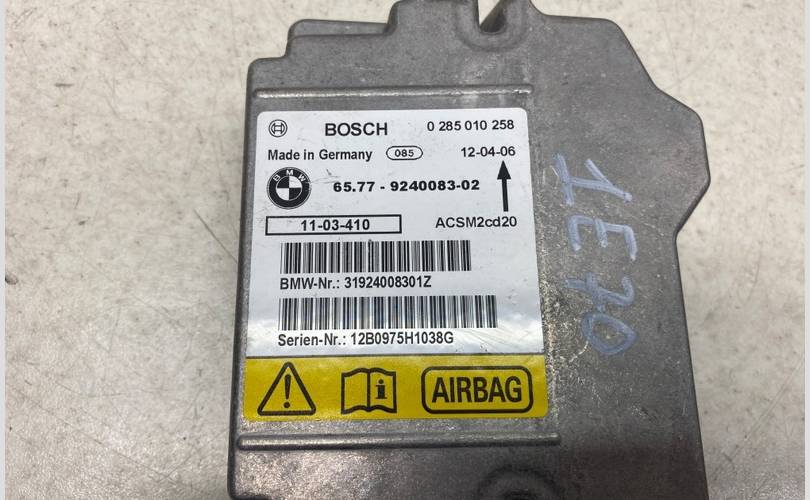 BOSCH 0 285 010 258
Made in Germany 085 12-04-06
BMW 65.77 - 9240083-02
11-03-410 ACSM2cd20
BMW-Nr.: 31924008301Z
Serien-Nr.: 12B0975H1038G
AIRBAG
1E70